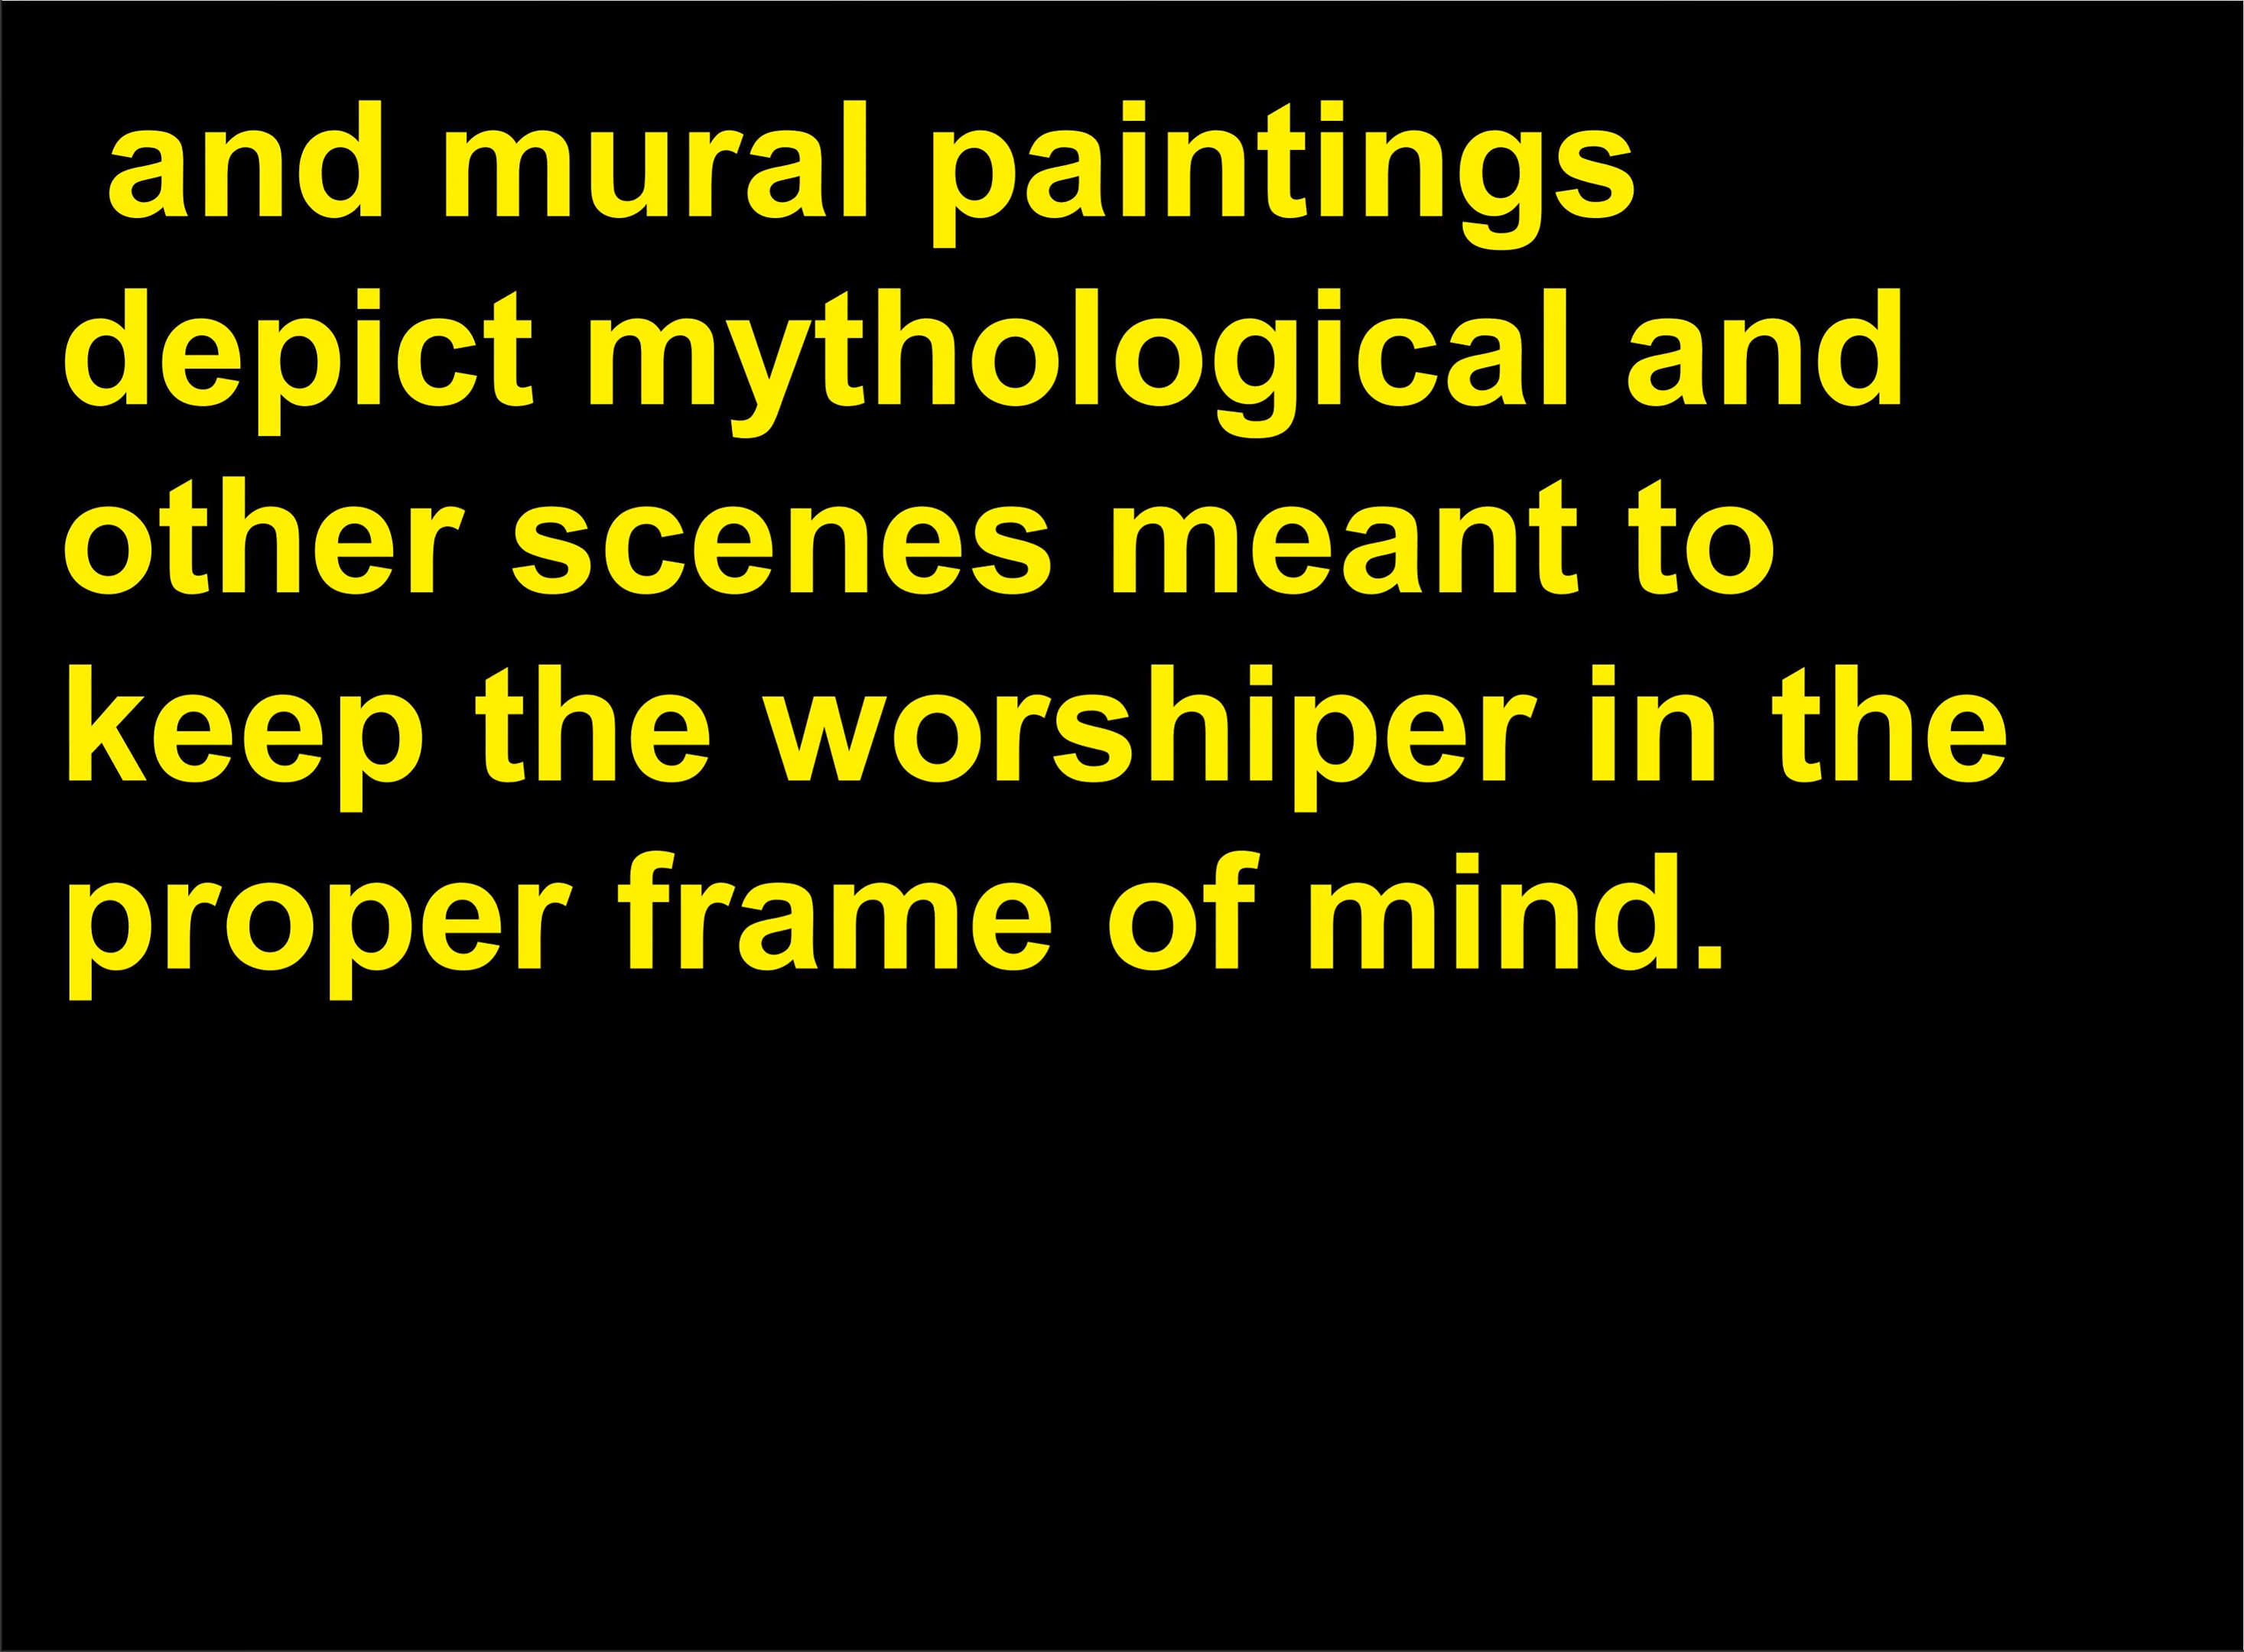 and mural paintings
depict mythological and
other scenes meant to
keep the worshiper in the
proper frame of mind.